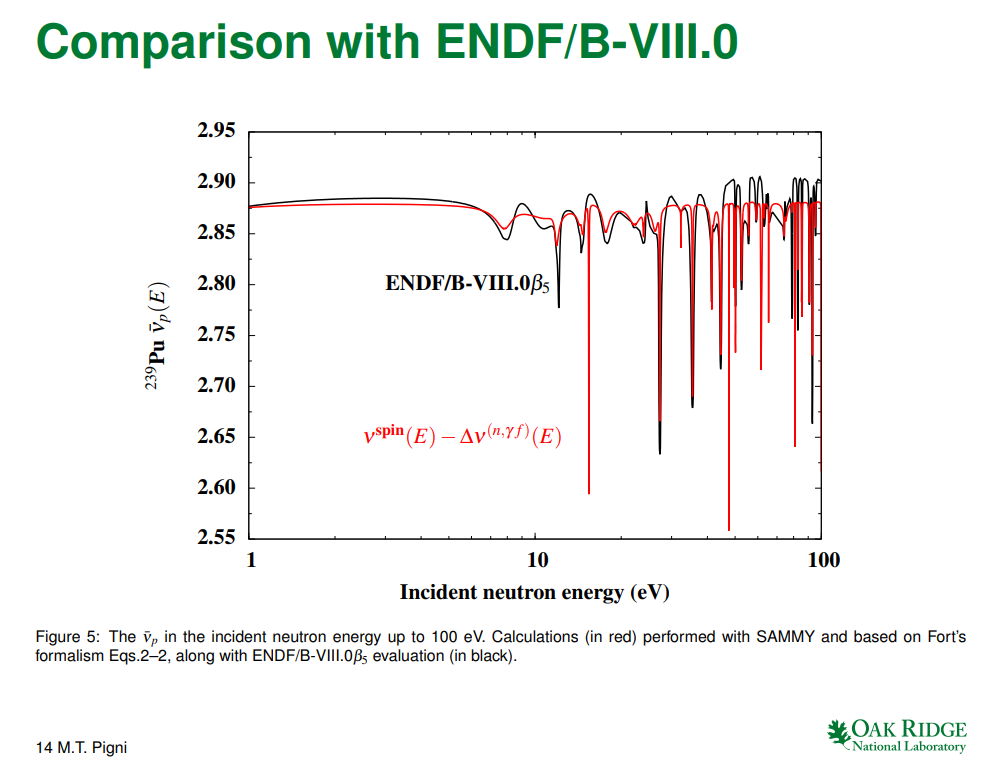 Comparison with ENDF/B-VIII.0
2.95
2.90
2.85
2.80
2.75
2.70
2.65
2.60
2.55
²³⁹Pu ν̄ₚ(E)
ENDF/B-VIII.0β₅
νˢᵖⁱⁿ(E) − Δν⁽ⁿ,ᵞᶠ⁾(E)
1
10
100
Incident neutron energy (eV)
Figure 5: The ν̄ₚ in the incident neutron energy up to 100 eV. Calculations (in red) performed with SAMMY and based on Fort's
formalism Eqs.2–2, along with ENDF/B-VIII.0β₅ evaluation (in black).
14 M.T. Pigni
OAK RIDGE
National Laboratory